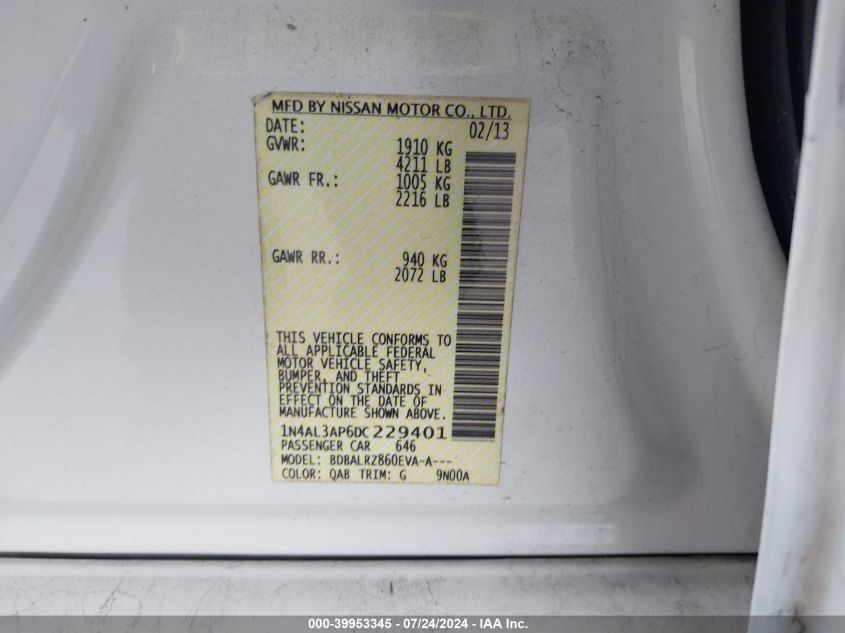 MFD BY NISSAN MOTOR CO., LTD.
DATE: 02/13
GVWR: 1910 KG
4211 LB
GAWR FR.: 1005 KG
2216 LB
GAWR RR.: 940 KG
2072 LB
THIS VEHICLE CONFORMS TO
ALL APPLICABLE FEDERAL
MOTOR VEHICLE SAFETY,
BUMPER, AND THEFT
PREVENTION STANDARDS IN
EFFECT ON THE DATE OF
MANUFACTURE SHOWN ABOVE.
1N4AL3AP6DC229401
PASSENGER CAR 646
MODEL: BDBALRZ860EVA-A---
COLOR: QAB TRIM: G 9N00A
000-39953345 / 07/24/2024 - IAA Inc.